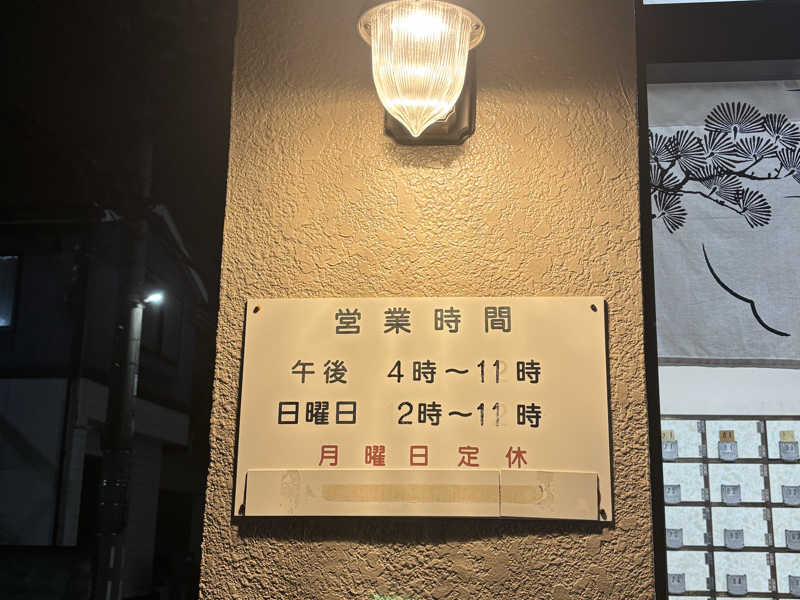 営業時間
午後 4時～11時
日曜日 2時～11時
月曜日定休